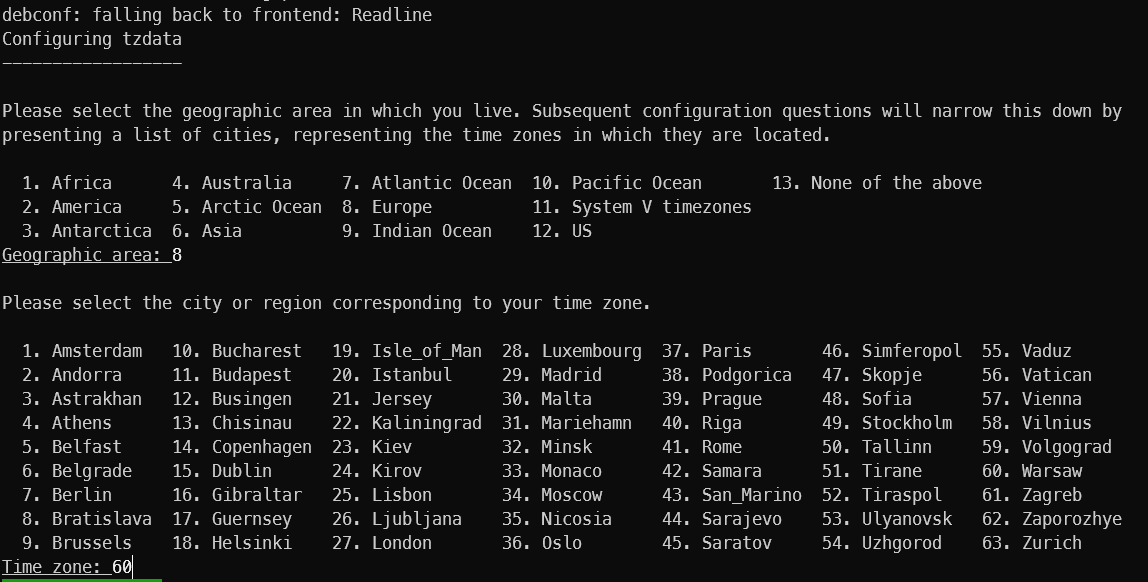 debconf: falling back to frontend: Readline
Configuring tzdata
------------------
Please select the geographic area in which you live. Subsequent configuration questions will narrow this down by
presenting a list of cities, representing the time zones in which they are located.
1. Africa 4. Australia 7. Atlantic Ocean 10. Pacific Ocean 13. None of the above
2. America 5. Arctic Ocean 8. Europe 11. System V timezones
3. Antarctica 6. Asia 9. Indian Ocean 12. US
Geographic area: 8
Please select the city or region corresponding to your time zone.
1. Amsterdam 10. Bucharest 19. Isle_of_Man 28. Luxembourg 37. Paris 46. Simferopol 55. Vaduz
2. Andorra 11. Budapest 20. Istanbul 29. Madrid 38. Podgorica 47. Skopje 56. Vatican
3. Astrakhan 12. Busingen 21. Jersey 30. Malta 39. Prague 48. Sofia 57. Vienna
4. Athens 13. Chisinau 22. Kaliningrad 31. Mariehamn 40. Riga 49. Stockholm 58. Vilnius
5. Belfast 14. Copenhagen 23. Kiev 32. Minsk 41. Rome 50. Tallinn 59. Volgograd
6. Belgrade 15. Dublin 24. Kirov 33. Monaco 42. Samara 51. Tirane 60. Warsaw
7. Berlin 16. Gibraltar 25. Lisbon 34. Moscow 43. San_Marino 52. Tiraspol 61. Zagreb
8. Bratislava 17. Guernsey 26. Ljubljana 35. Nicosia 44. Sarajevo 53. Ulyanovsk 62. Zaporozhye
9. Brussels 18. Helsinki 27. London 36. Oslo 45. Saratov 54. Uzhgorod 63. Zurich
Time zone: 60